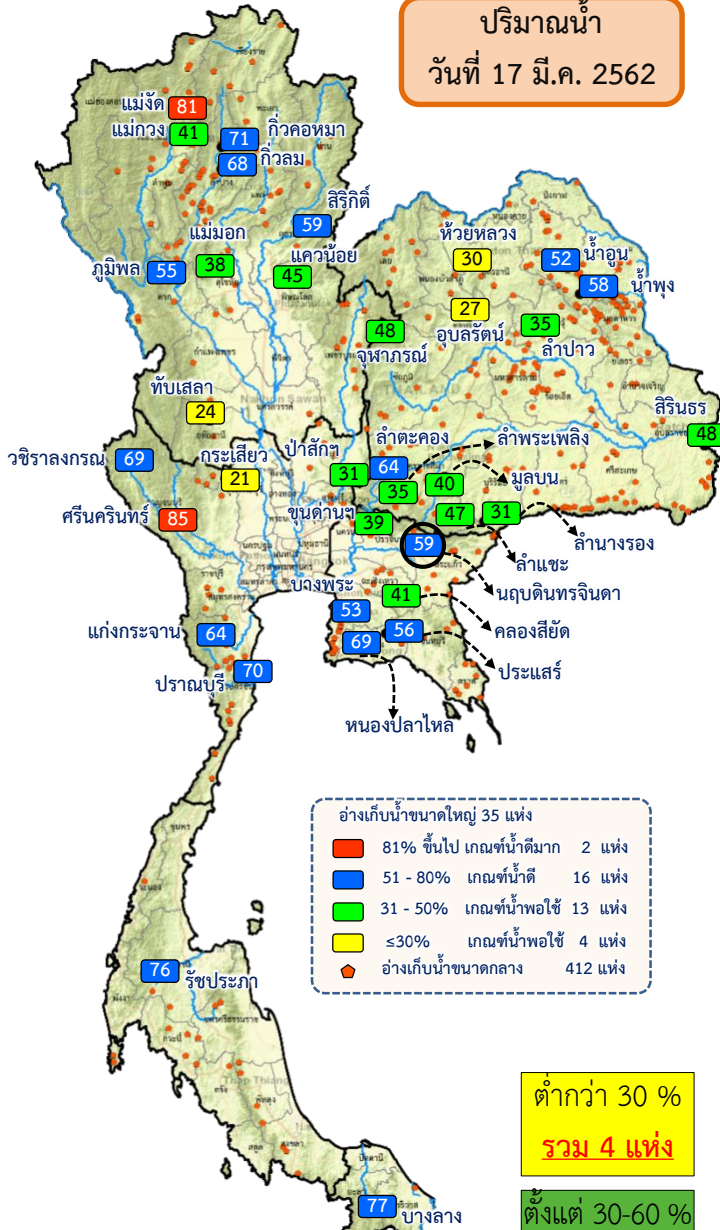 ปริมาณน้ำ
วันที่ 17 มี.ค. 2562
แม่งัด 81
แม่กวง 41
71 กิ่วคอหมา
68 กิ่วลม
สิริกิติ์
59
แม่มอก
38
แควน้อย
45
ภูมิพล 55
ห้วยหลวง
30
52 น้ำอูน
58 น้ำพุง
27
อุบลรัตน์
35
ลำปาว
48
จุฬาภรณ์
ทับเสลา
24
สิรินธร
48
วชิราลงกรณ
69
กระเสียว
21
ป่าสักฯ
31
ลำตะคอง
64
ลำพระเพลิง
35
40
มูลบน
ศรีนครินทร์ 85
ขุนด่านฯ
39
47
31
ลำนางรอง
ลำแชะ
59
นฤบดินทรจินดา
บางพระ
53
41
คลองสียัด
แก่งกระจาน 64
69
56
ประแสร์
ปราณบุรี 70
หนองปลาไหล
อ่างเก็บน้ำขนาดใหญ่ 35 แห่ง
81% ขึ้นไป เกณฑ์น้ำดีมาก 2 แห่ง
51 - 80% เกณฑ์น้ำดี 16 แห่ง
31 - 50% เกณฑ์น้ำพอใช้ 13 แห่ง
≤30% เกณฑ์น้ำพอใช้ 4 แห่ง
อ่างเก็บน้ำขนาดกลาง 412 แห่ง
76
รัชประภา
ต่ำกว่า 30 %
รวม 4 แห่ง
ตั้งแต่ 30-60 %
77
บางลาง